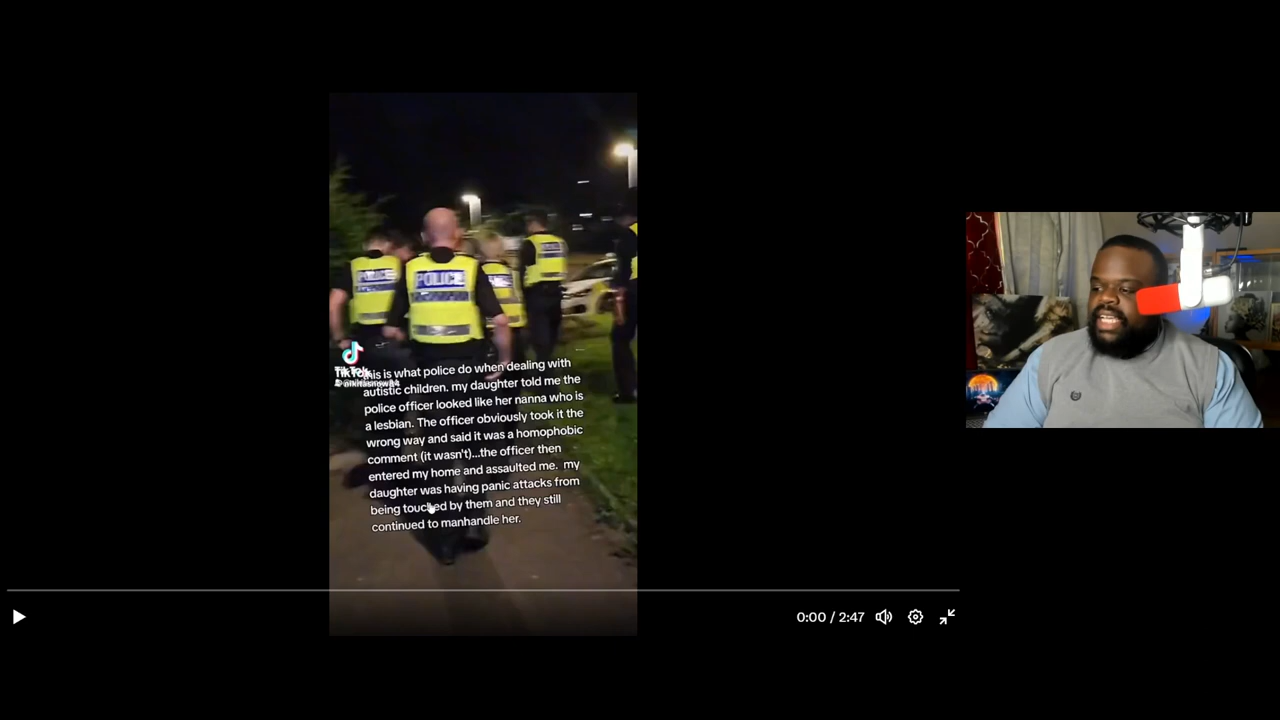 POLICE
POLICE
TikTok
this is what police do when dealing with
autistic children. my daughter told me the
police officer looked like her nanna who is
a lesbian. The officer obviously took it the
wrong way and said it was a homophobic
comment (it wasn't)...the officer then
entered my home and assaulted me. my
daughter was having panic attacks from
being touched by them and they still
continued to manhandle her.
0:00 / 2:47